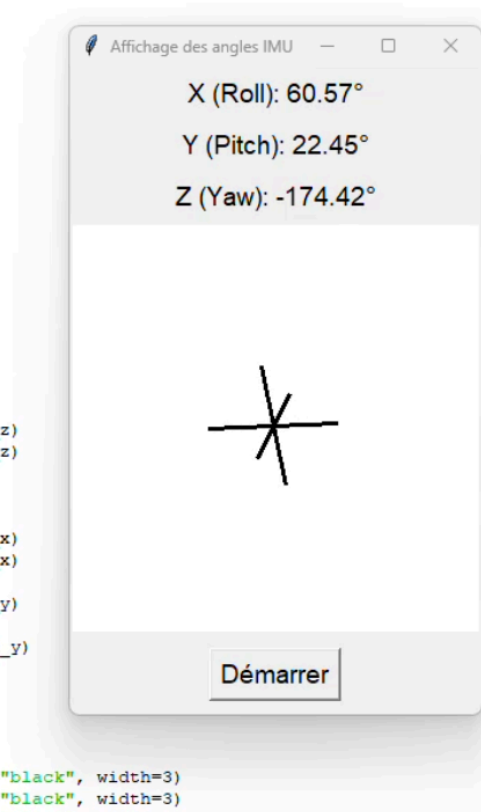 Affichage des angles IMU
X (Roll): 60.57°
Y (Pitch): 22.45°
Z (Yaw): -174.42°
z)
z)
x)
x)
y)
_y)
Démarrer
"black", width=3)
"black", width=3)